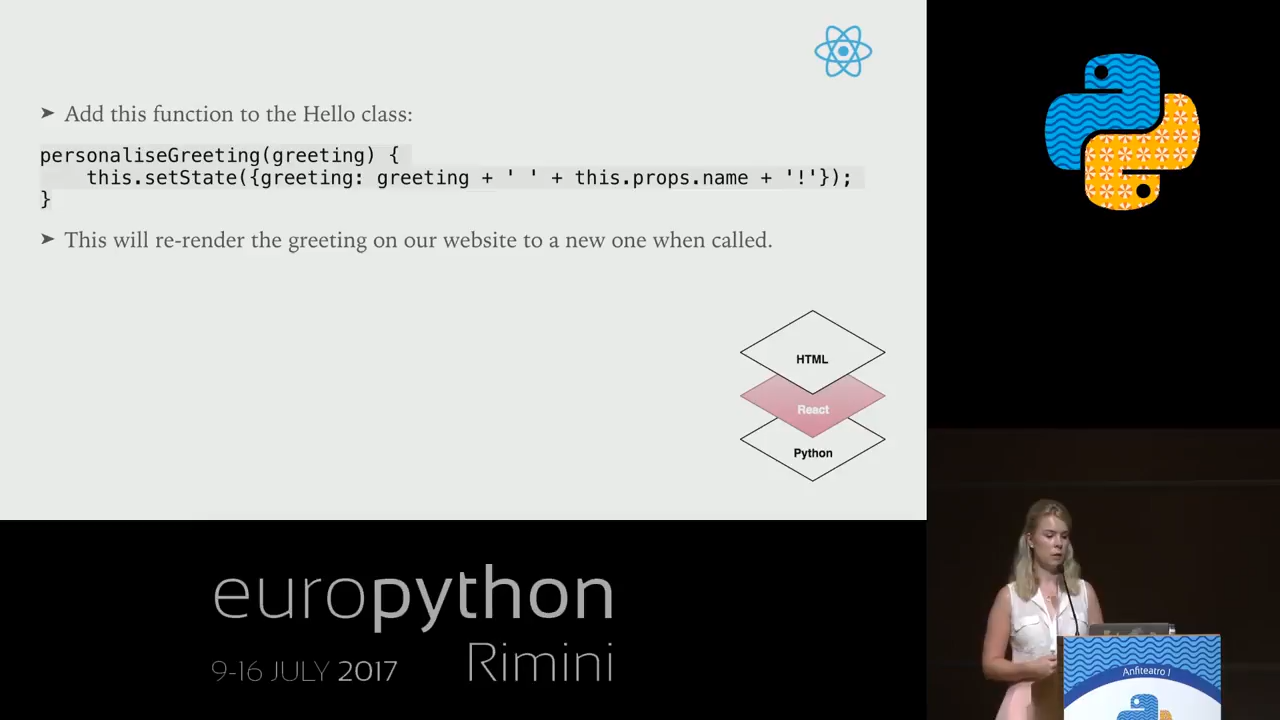 ➤ Add this function to the Hello class:
personaliseGreeting(greeting) {
    this.setState({greeting: greeting + ' ' + this.props.name + '!'});
}
➤ This will re-render the greeting on our website to a new one when called.
HTML
React
Python
europython
Rimini
9-16 JULY 2017
Anfiteatro I